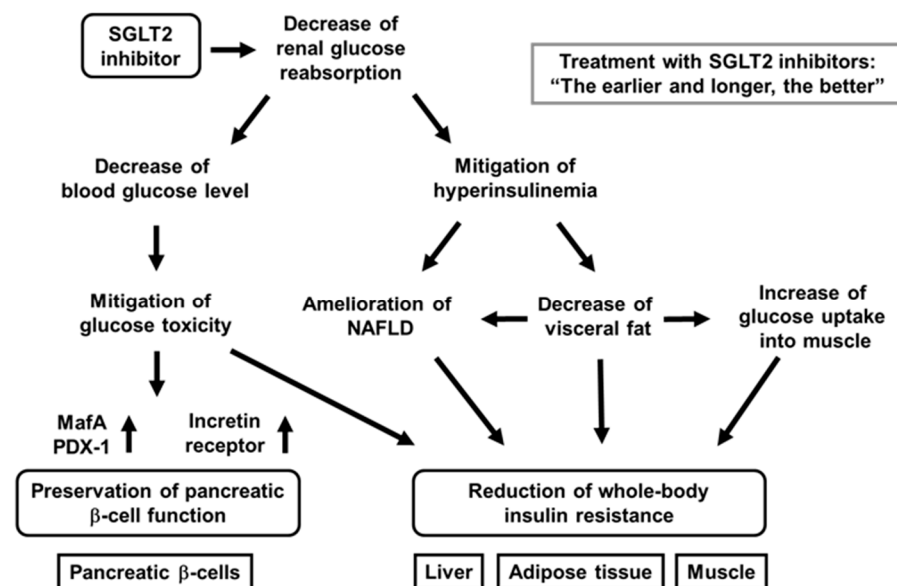 SGLT2
inhibitor
Decrease of
renal glucose
reabsorption
Treatment with SGLT2 inhibitors:
“The earlier and longer, the better”
Decrease of
blood glucose level
Mitigation of
hyperinsulinemia
Mitigation of
glucose toxicity
Amelioration of
NAFLD
Decrease of
visceral fat
Increase of
glucose uptake
into muscle
MafA
PDX-1
Incretin
receptor
Preservation of pancreatic
β-cell function
Reduction of whole-body
insulin resistance
Pancreatic β-cells
Liver
Adipose tissue
Muscle